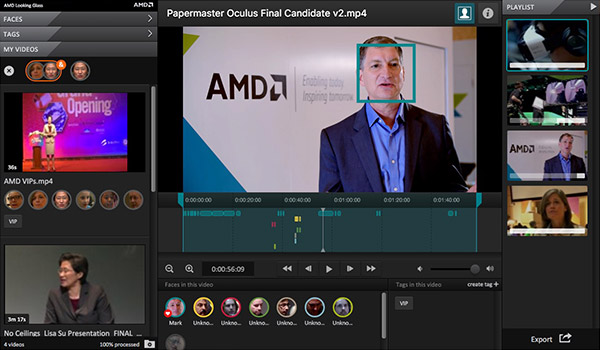 AMD Looking Glass
AMD
FACES
TAGS
MY VIDEOS
&
Grand
Opening
36s
AMD VIPs.mp4
VIP
3m 17s
No Ceilings Lisa Su Presentation FINAL
4 videos
100% processed
Papermaster Oculus Final Candidate v2.mp4
i
AMD
Enabling today.
Inspiring tomorrow.
0:00:00:00
0:00:20:00
0:00:40:00
0:01:00:00
0:01:20:00
0:01:40:00
0:00:56:09
Faces in this video
Mark
Unkno...
Unkno...
Unkno...
Unkno...
Unkno...
Tags in this video
create tag +
VIP
PLAYLIST
AMD
Export